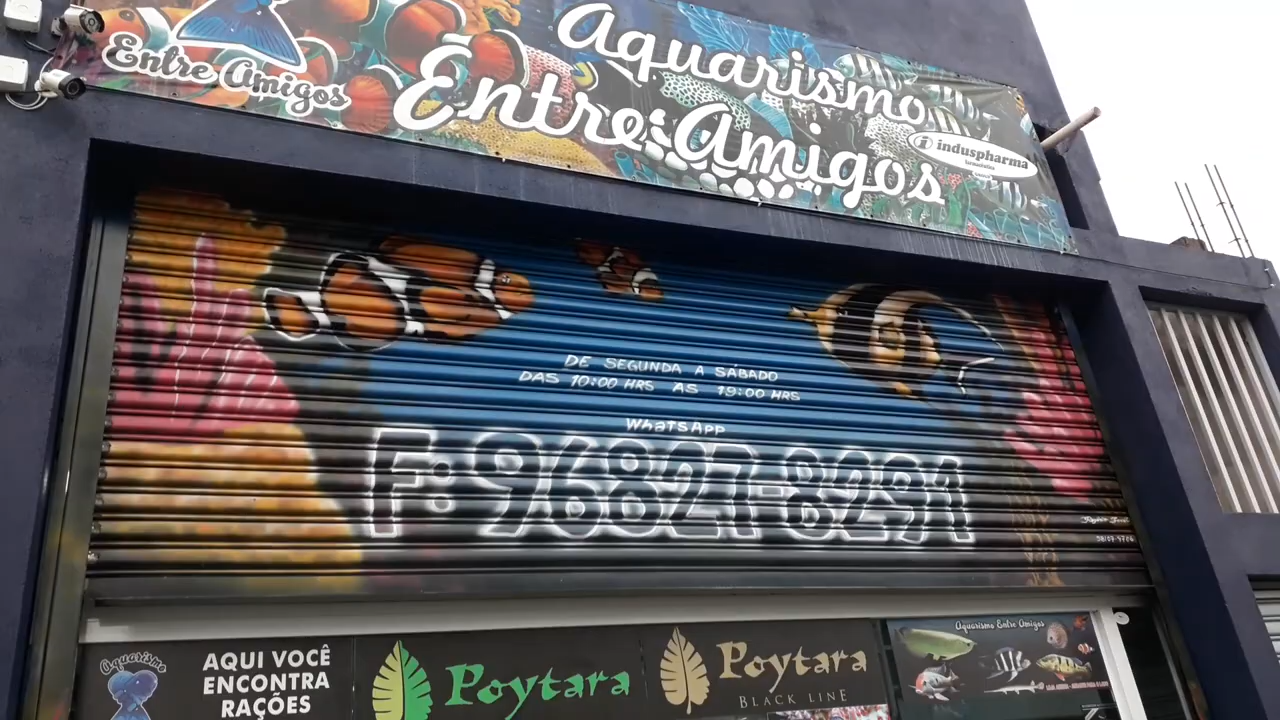 Entre Amigos
Aquarismo
Entre Amigos
induspharma
DE SEGUNDA A SÁBADO
DAS 10:00 HRS AS 19:00 HRS
WhatsApp
F:96827-8291
Aquarismo
AQUI VOCÊ
ENCONTRA
RAÇÕES
Poytara
Poytara
BLACK LINE
Aquarismo Entre Amigos